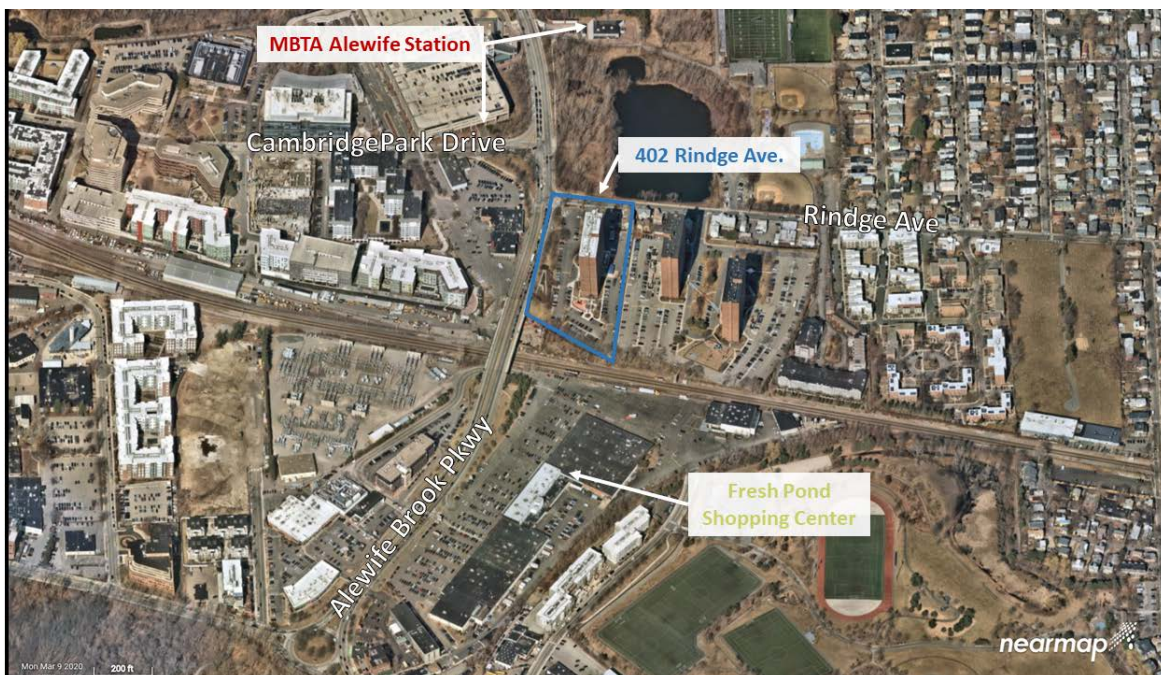 MBTA Alewife Station
CambridgePark Drive
402 Rindge Ave.
Rindge Ave
Alewife Brook Pkwy
Fresh Pond
Shopping Center
nearmap
Mon Mar 9 2020
200 ft